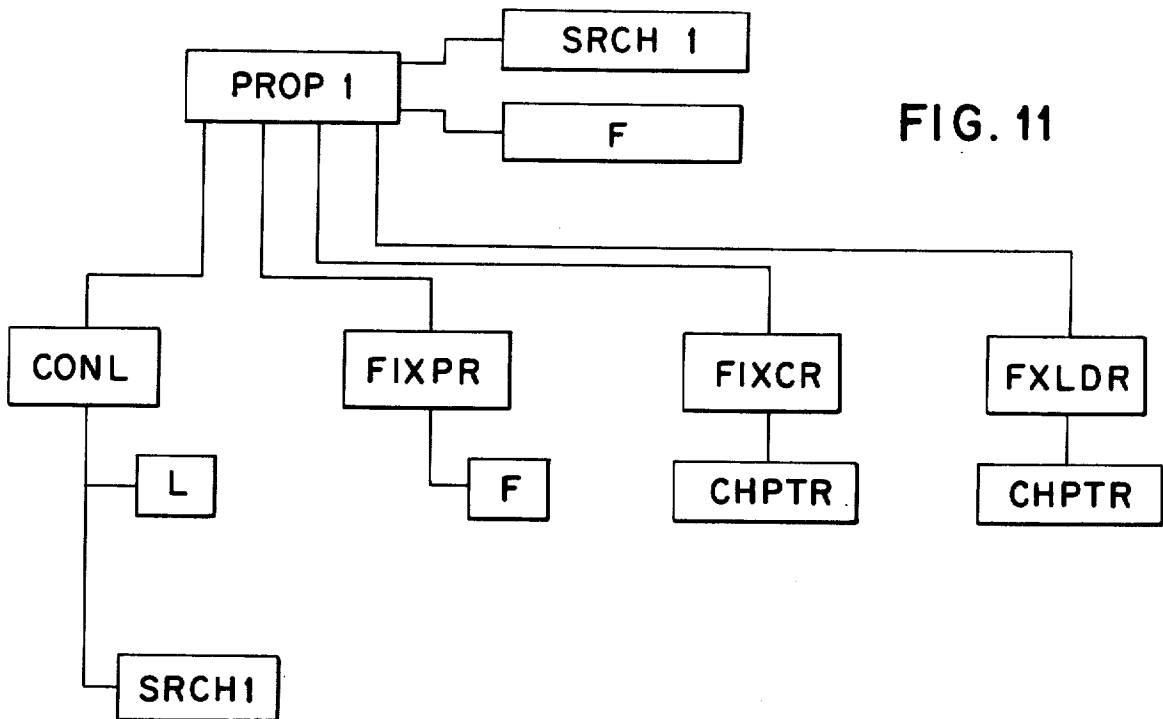 SRCH 1
PROP 1
F
FIG. 11
CONL
FIXPR
FIXCR
FXLDR
L
F
CHPTR
CHPTR
SRCH1